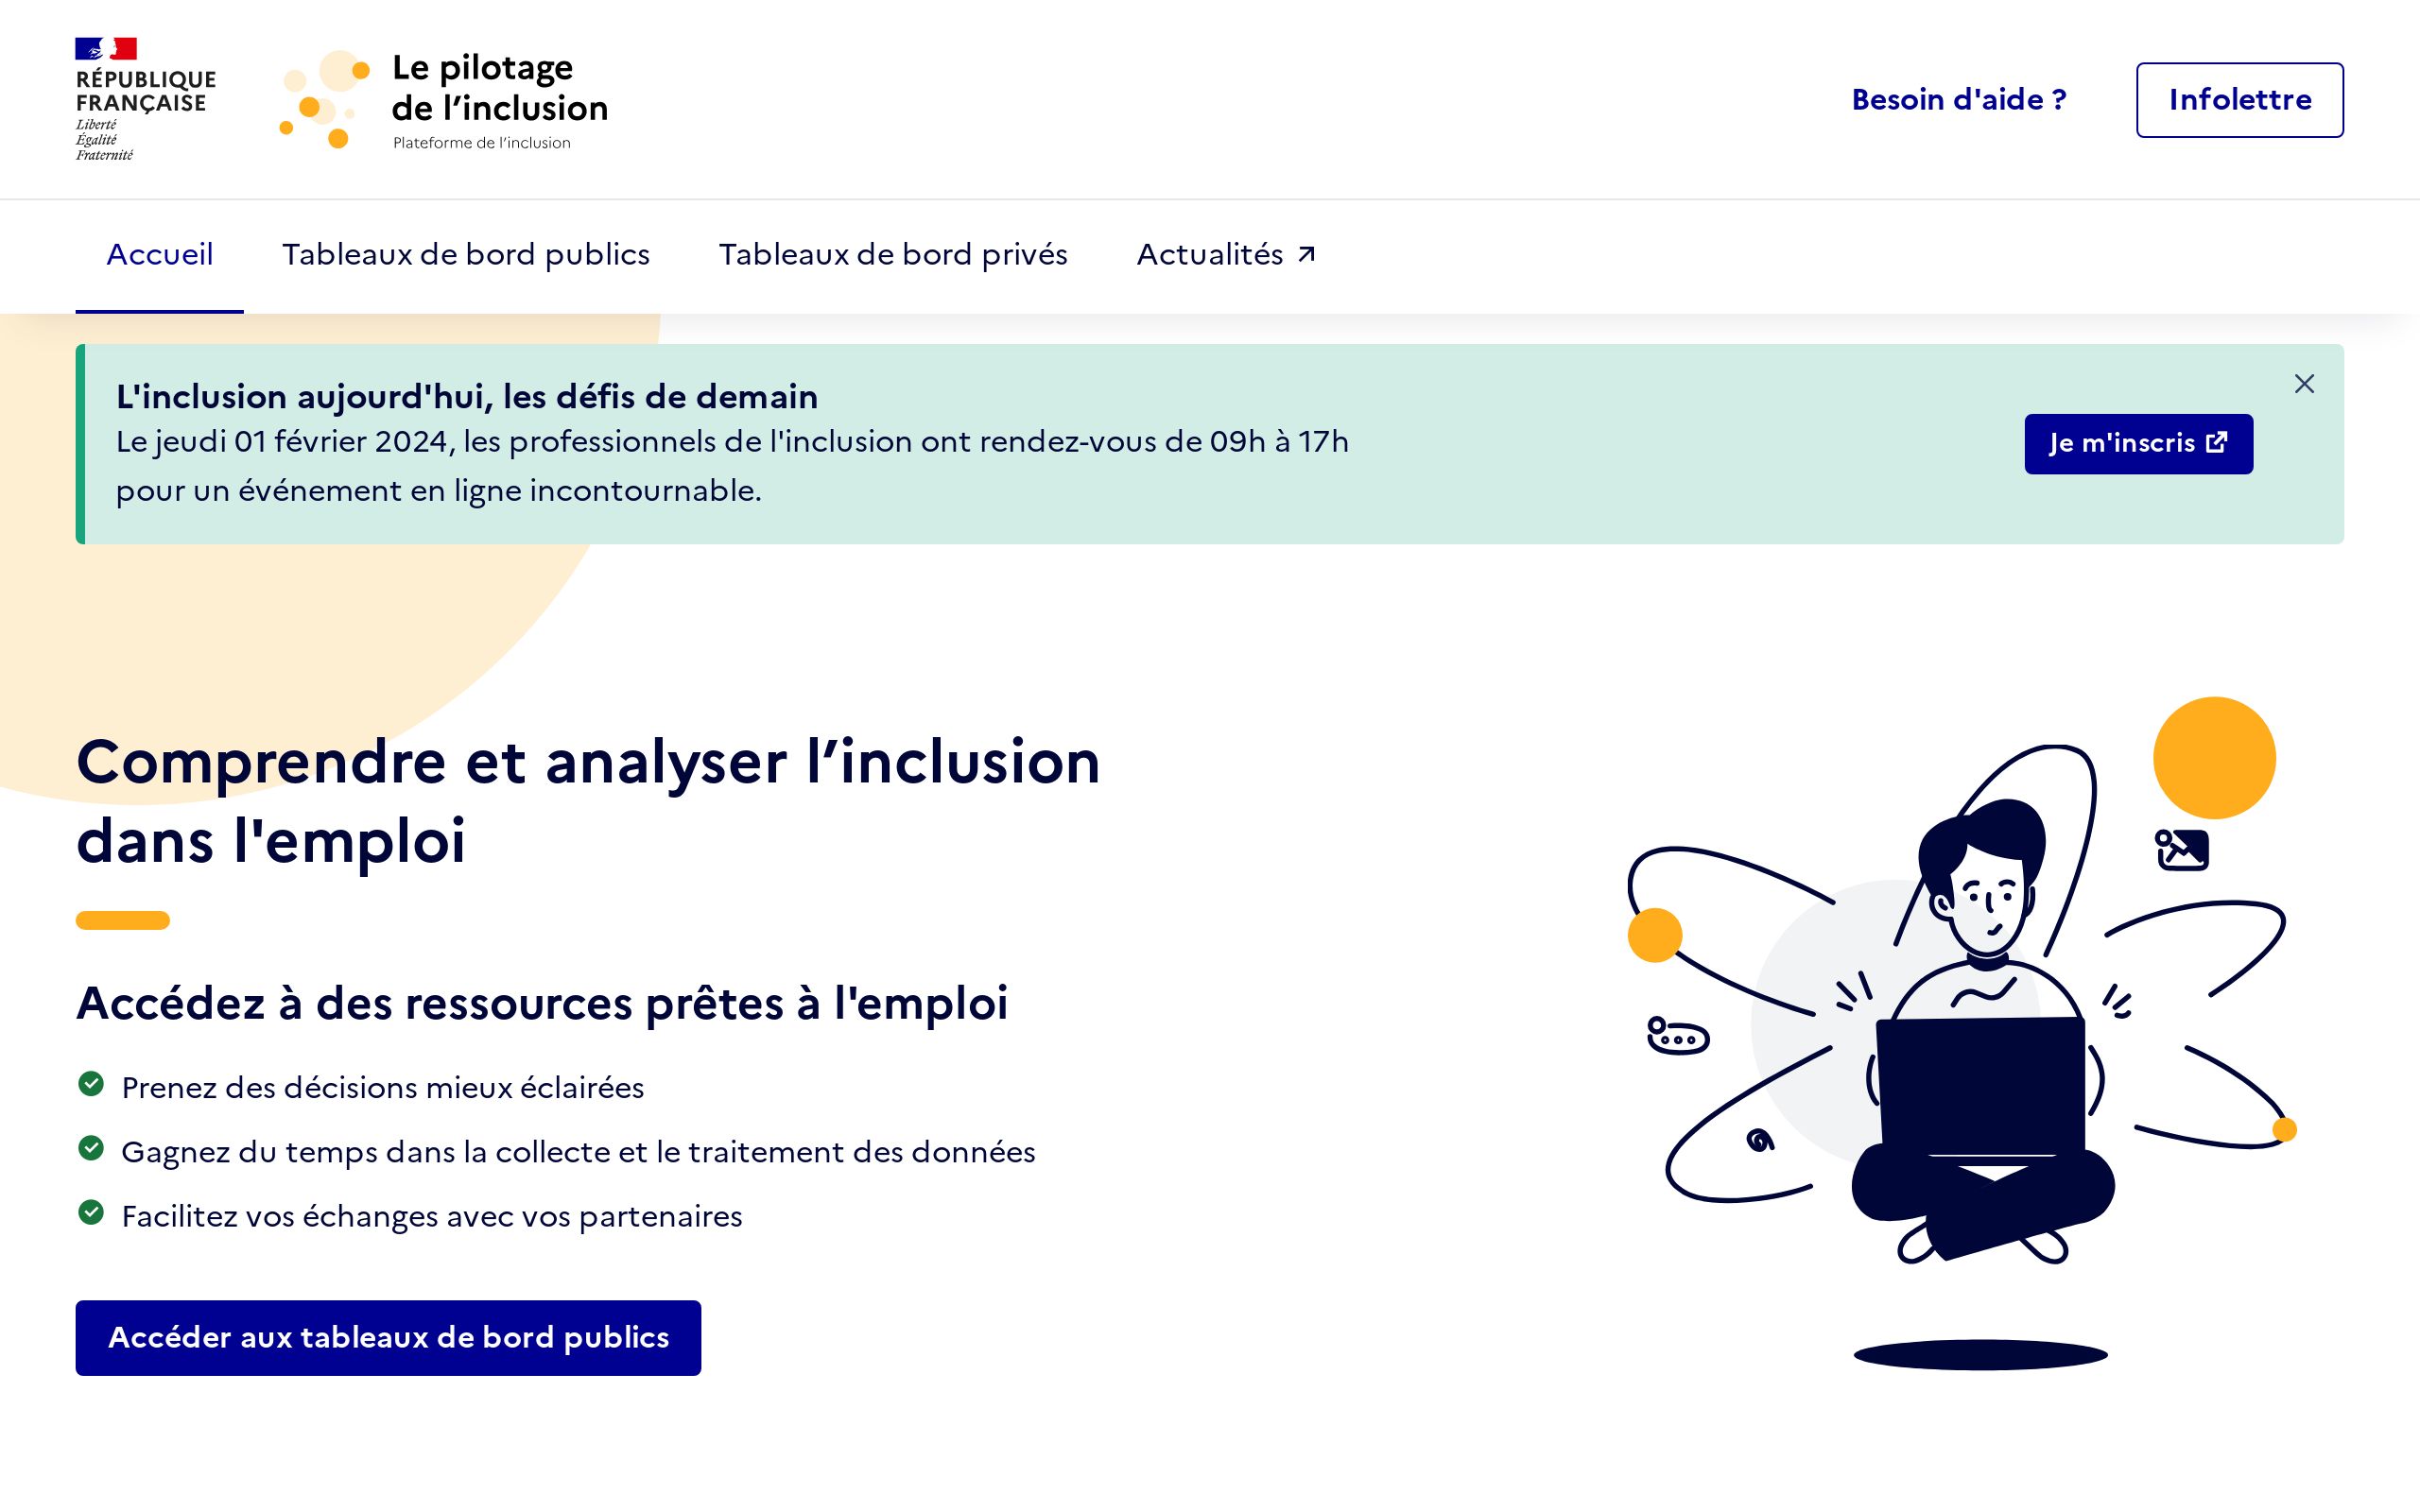 RÉPUBLIQUE
FRANÇAISE
Liberté
Égalité
Fraternité
Le pilotage
de l’inclusion
Plateforme de l’inclusion
Besoin d'aide ?
Infolettre
Accueil
Tableaux de bord publics
Tableaux de bord privés
Actualités
L'inclusion aujourd'hui, les défis de demain
Le jeudi 01 février 2024, les professionnels de l'inclusion ont rendez-vous de 09h à 17h
pour un événement en ligne incontournable.
Je m'inscris
Comprendre et analyser l’inclusion
dans l'emploi
Accédez à des ressources prêtes à l'emploi
Prenez des décisions mieux éclairées
Gagnez du temps dans la collecte et le traitement des données
Facilitez vos échanges avec vos partenaires
Accéder aux tableaux de bord publics